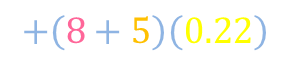 +(8 + 5)(0.22)